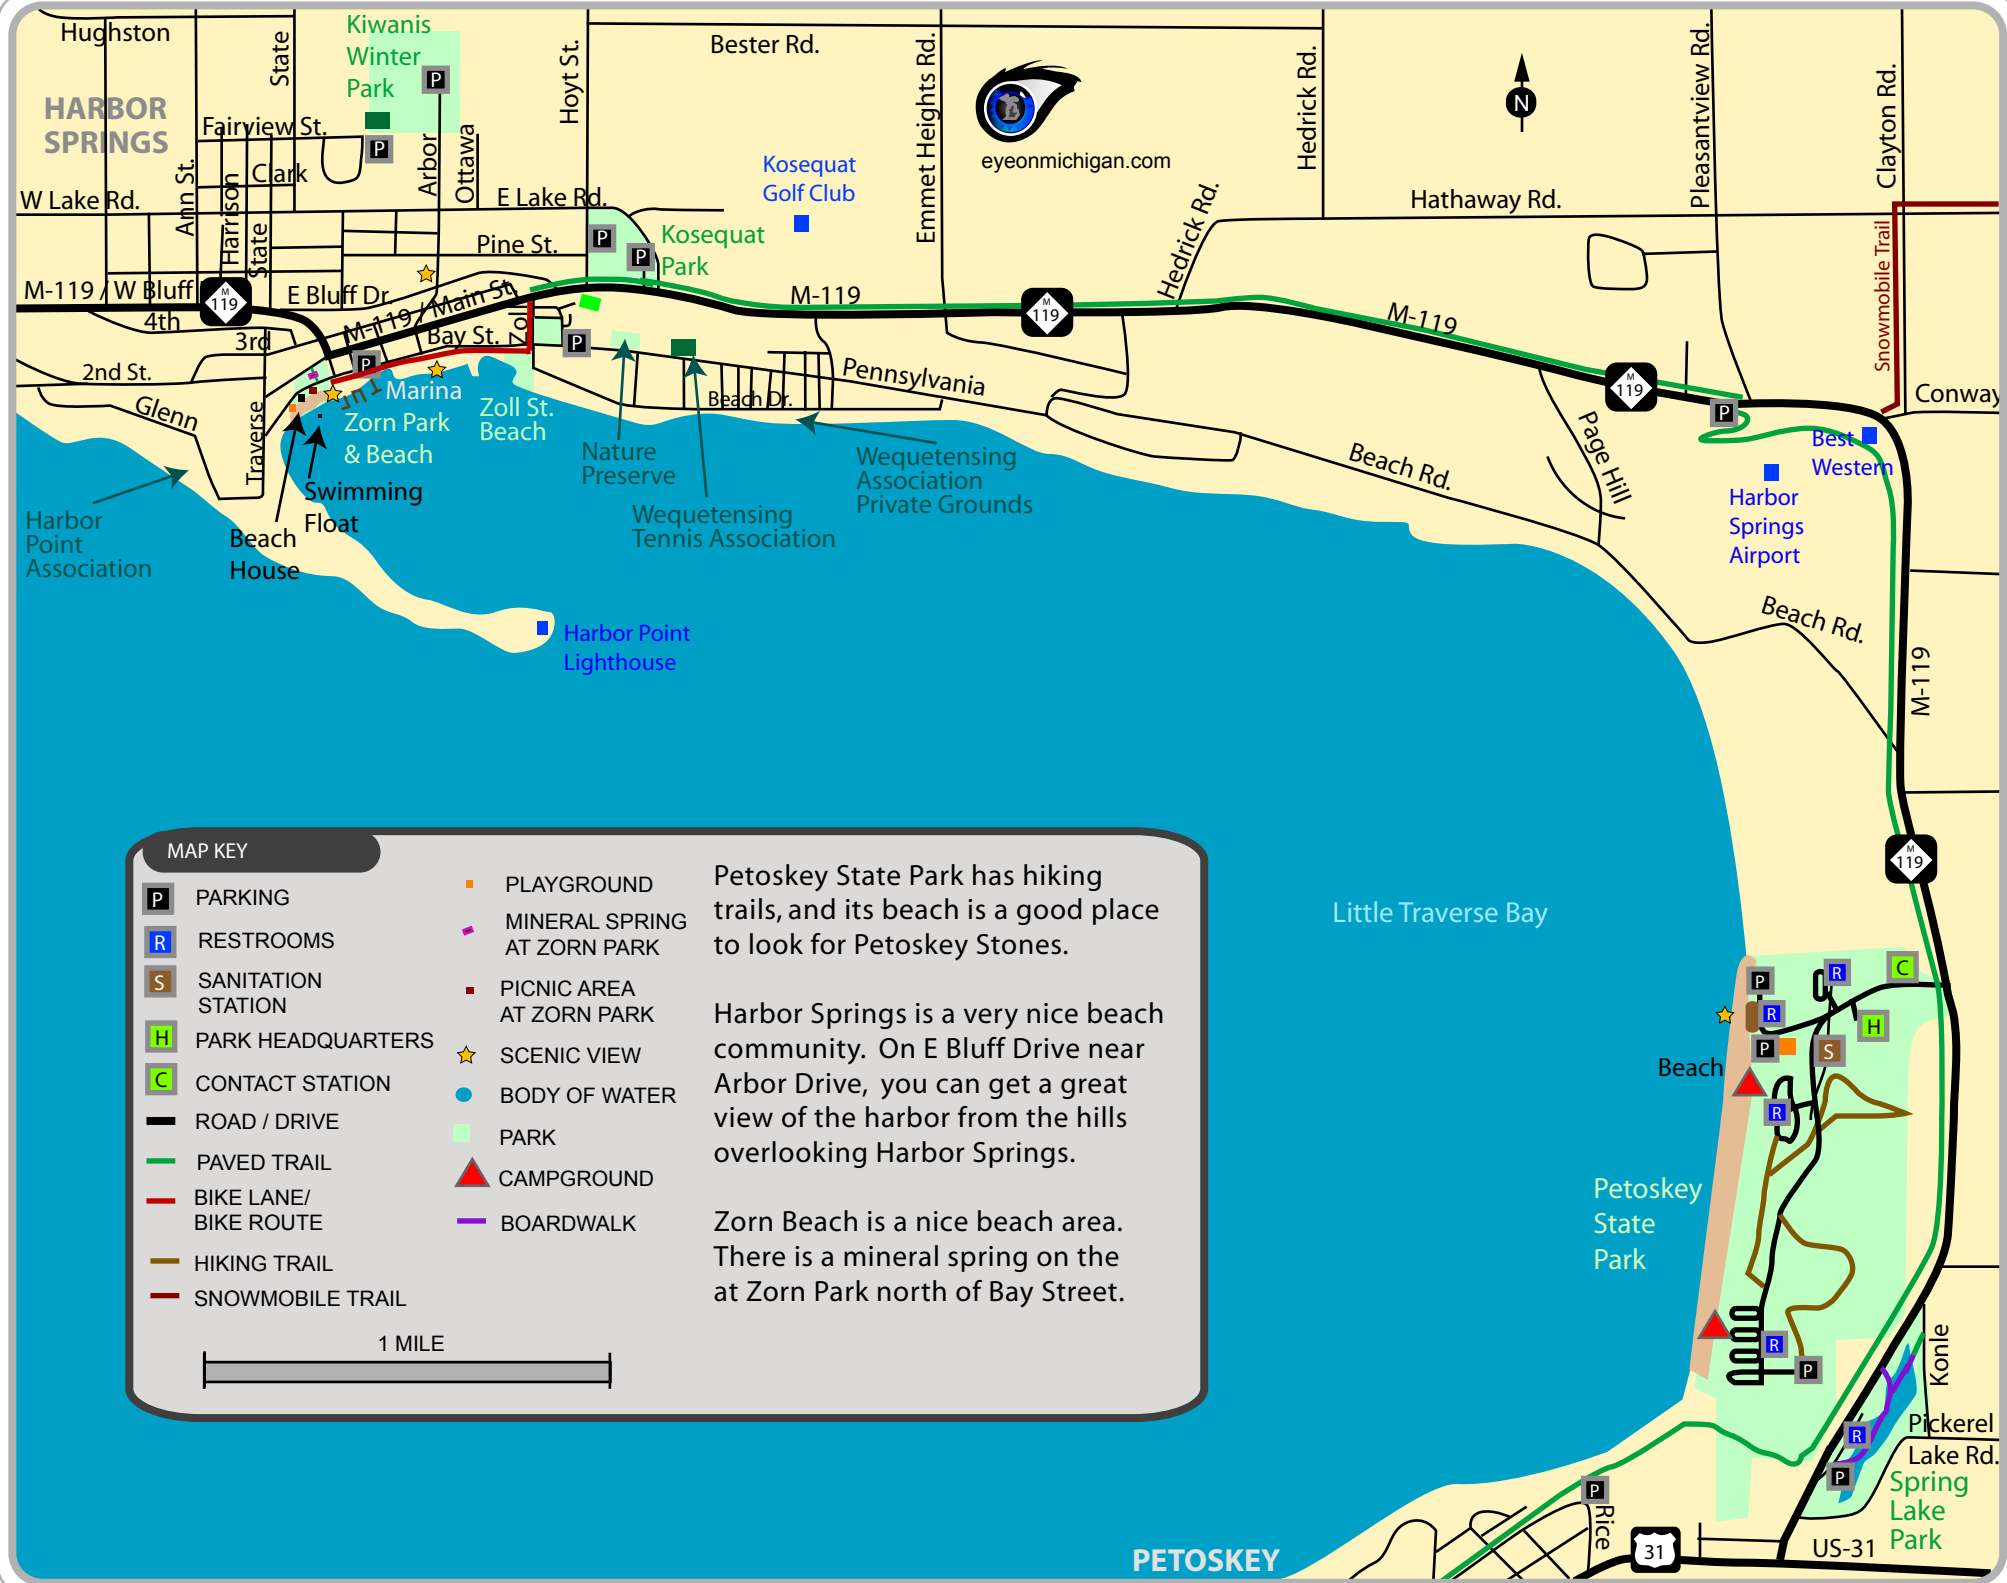 Hughston
State
Kiwanis
Winter
Park
P
Hoyt St.
Bester Rd.
Emmet Heights Rd.
eyeonmichigan.com
Hedrick Rd.
N
Pleasantview Rd.
Clayton Rd.
HARBOR
SPRINGS
Fairview St.
P
Clark
Ann St.
Harrison
State
Arbor
Ottawa
W Lake Rd.
E Lake Rd.
Pine St.
P
P
Kosequat
Park
Kosequat
Golf Club
Hedrick Rd.
Hathaway Rd.
Snowmobile Trail
M-119 / W Bluff
M
119
E Bluff Dr.
M-119 / Main St.
M-119
M
119
M-119
M
119
P
4th
3rd
2nd St.
Glenn
Traverse
Bay St.
Zoll
P
P
Marina
Zorn Park
& Beach
Zoll St.
Beach
Pennsylvania
Beach Dr.
Conway
Best
Western
Harbor
Springs
Airport
Page Hill
Beach Rd.
Beach Rd.
Nature
Preserve
Wequetensing
Tennis Association
Wequetensing
Association
Private Grounds
Swimming
Float
Beach
House
Harbor
Point
Association
Harbor Point
Lighthouse
M-119
M
119
Little Traverse Bay
MAP KEY
P PARKING
R RESTROOMS
S SANITATION
STATION
H PARK HEADQUARTERS
C CONTACT STATION
ROAD / DRIVE
PAVED TRAIL
BIKE LANE/
BIKE ROUTE
HIKING TRAIL
SNOWMOBILE TRAIL
1 MILE
PLAYGROUND
MINERAL SPRING
AT ZORN PARK
PICNIC AREA
AT ZORN PARK
SCENIC VIEW
BODY OF WATER
PARK
CAMPGROUND
BOARDWALK
Petoskey State Park has hiking
trails, and its beach is a good place
to look for Petoskey Stones.
Harbor Springs is a very nice beach
community. On E Bluff Drive near
Arbor Drive, you can get a great
view of the harbor from the hills
overlooking Harbor Springs.
Zorn Beach is a nice beach area.
There is a mineral spring on the
at Zorn Park north of Bay Street.
P
R
C
R
H
P
S
Beach
R
Petoskey
State
Park
R
P
Konle
R
P
Pickerel
Lake Rd.
Spring
Lake
Park
P
Rice
31
US-31
PETOSKEY